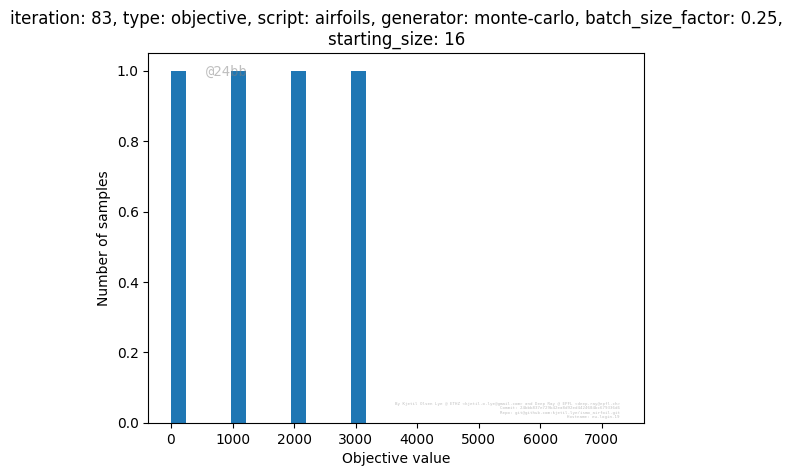 iteration: 83, type: objective, script: airfoils, generator: monte-carlo, batch_size_factor: 0.25,
starting_size: 16
@24bb
1.0
0.8
0.6
0.4
0.2
0.0
Number of samples
0 1000 2000 3000 4000 5000 6000 7000
Objective value